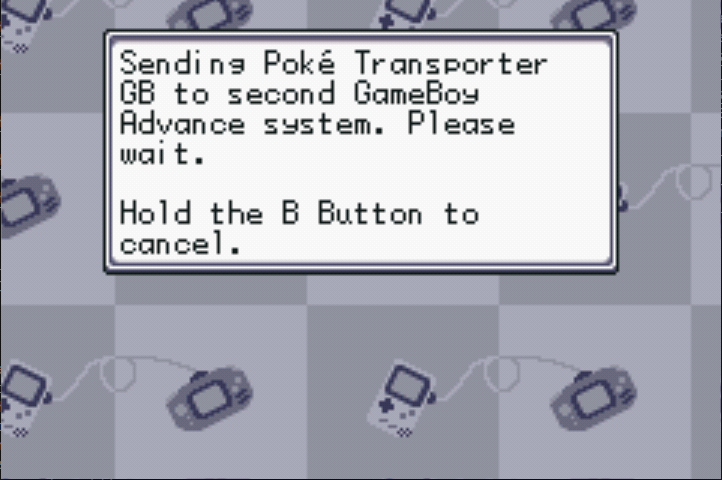 Sending Poké Transporter
GB to second GameBoy
Advance system. Please
wait.
Hold the B Button to
cancel.